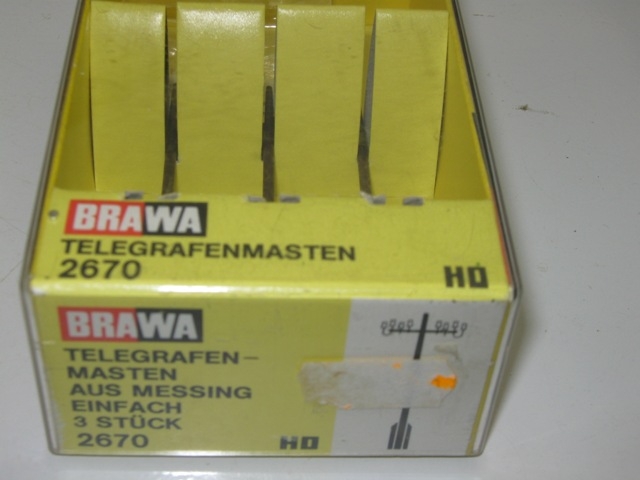 BRAWA
TELEGRAFENMASTEN
2670 HO
BRAWA
TELEGRAFEN-
MASTEN
AUS MESSING
EINFACH
3 STÜCK
2670 HO